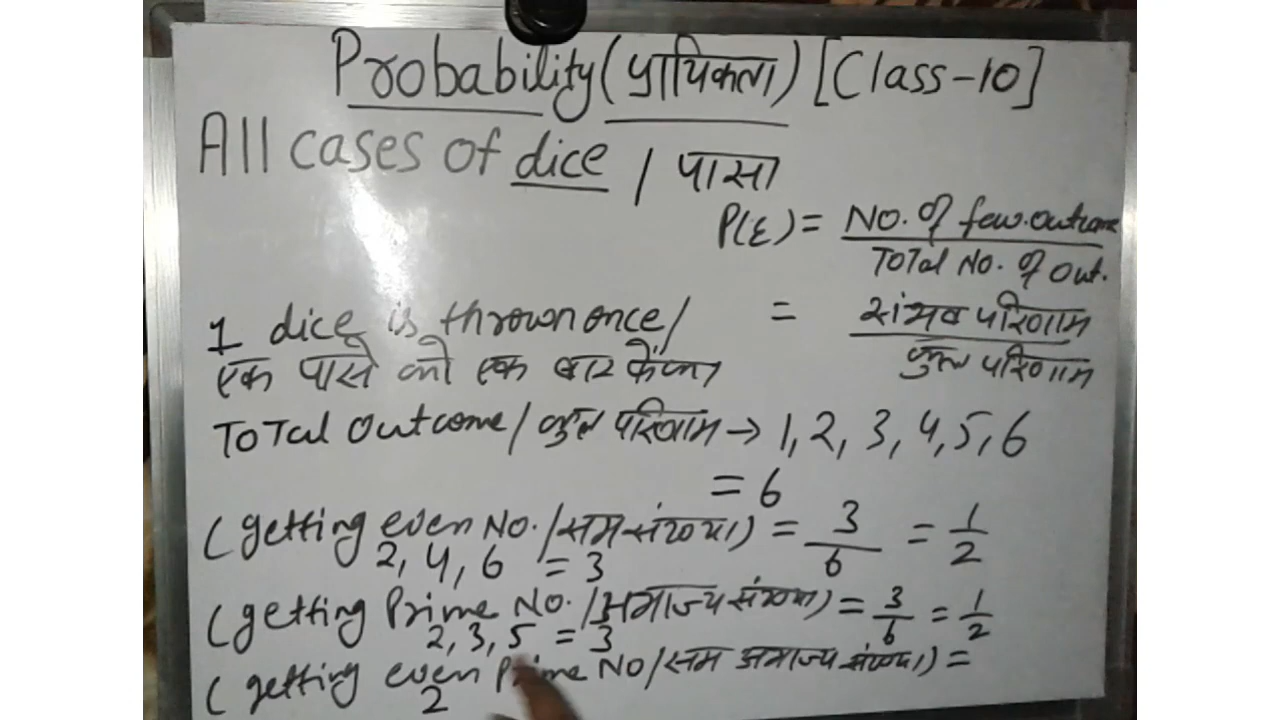 Probability (प्रायिकता) [Class-10]
All cases of dice / पासा
P(E) = No. of fav. outcome
Total No. of out.
1 dice is thrown once /
= संभव परिणाम
कुल परिणाम
एक पासे को एक बार फेंका
Total outcome / कुल परिणाम → 1, 2, 3, 4, 5, 6
= 6
(getting even No. / सम संख्या) = 3/6 = 1/2
2, 4, 6 = 3
(getting Prime No. / अभाज्य संख्या) = 3/6 = 1/2
2, 3, 5 = 3
(getting even Prime No / सम अभाज्य संख्या) =
2